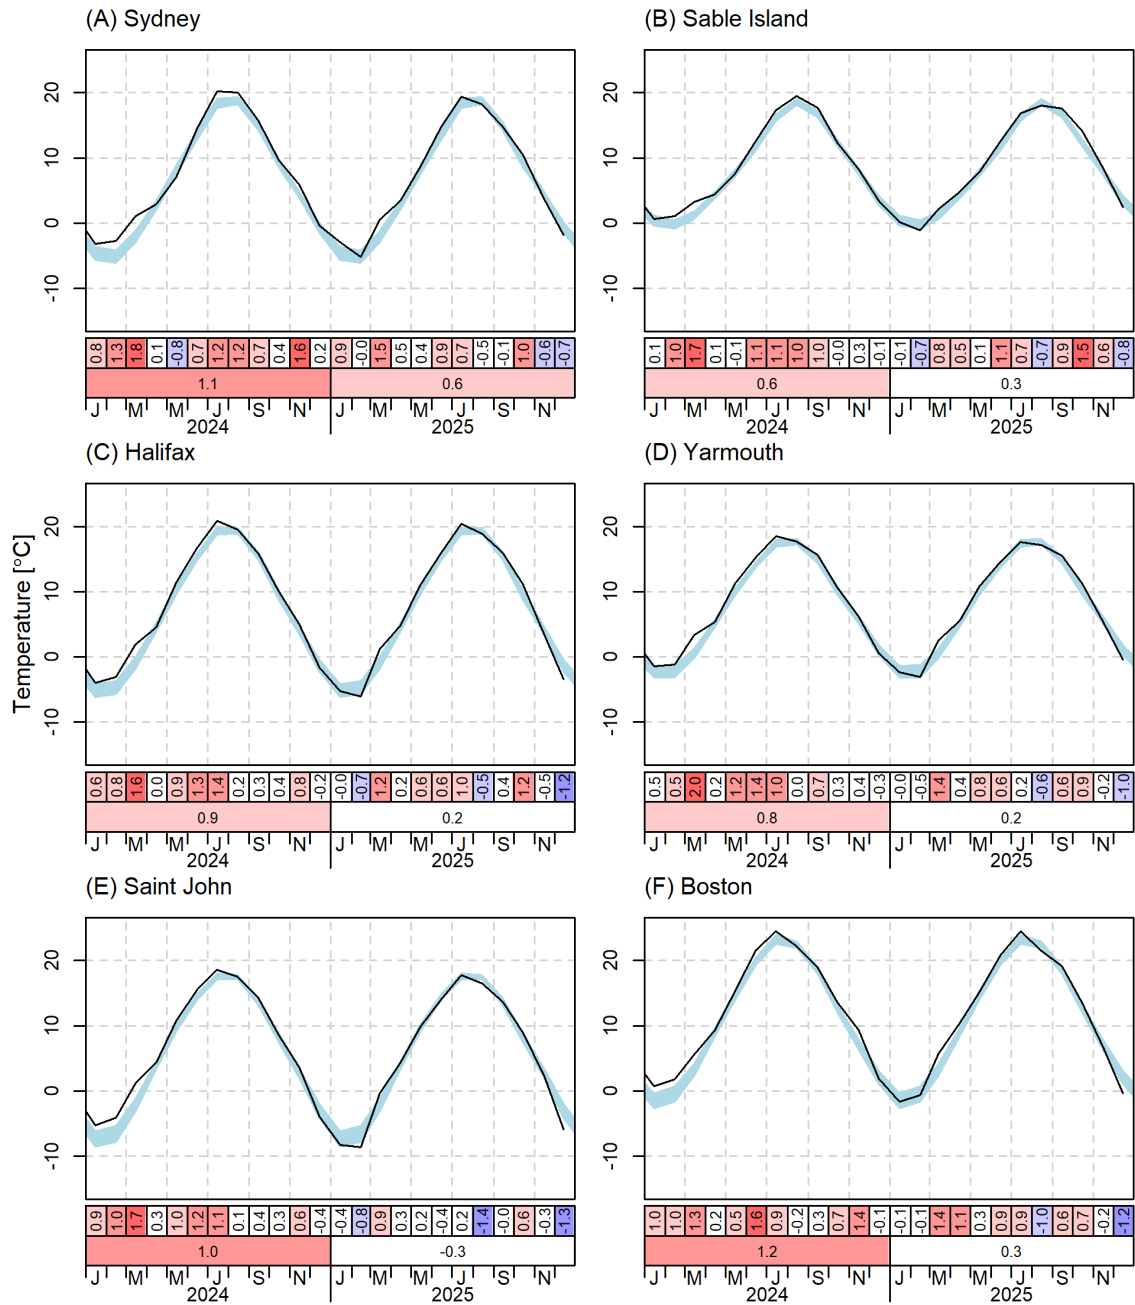 (A) Sydney
20
10
0
-10
0.8 1.3 1.8 0.1 -0.8 0.7 1.2 1.2 0.7 0.4 1.6 0.2 0.9 -0.0 1.5 0.5 0.4 0.9 0.7 -0.5 -0.1 1.0 -0.6 -0.7
1.1 0.6
J M M J S N J M M J S N
2024 2025
(B) Sable Island
20
10
0
-10
0.1 1.0 1.7 0.1 -0.1 1.1 1.1 1.0 1.0 -0.0 0.3 -0.1 -0.1 -0.7 0.8 0.5 0.1 1.1 0.7 -0.7 0.9 1.5 0.6 -0.8
0.6 0.3
J M M J S N J M M J S N
2024 2025
Temperature [°C]
(C) Halifax
20
10
0
-10
0.6 0.8 1.6 0.0 0.9 1.3 1.4 0.2 0.3 0.4 0.8 -0.2 -0.0 -0.7 1.2 0.2 0.6 0.6 1.0 -0.5 0.4 1.2 -0.5 -1.2
0.9 0.2
J M M J S N J M M J S N
2024 2025
(D) Yarmouth
20
10
0
-10
0.5 0.5 2.0 0.2 1.2 1.4 1.0 0.0 0.7 0.3 0.4 -0.3 -0.0 -0.5 1.4 0.4 0.8 0.6 0.2 -0.6 0.6 0.9 -0.2 -1.0
0.8 0.2
J M M J S N J M M J S N
2024 2025
(E) Saint John
20
10
0
-10
0.9 1.0 1.7 0.3 1.0 1.2 1.1 0.1 0.4 0.3 0.6 -0.4 -0.4 -0.8 0.9 0.3 0.2 -0.4 0.2 -1.4 -0.0 0.6 -0.3 -1.3
1.0 -0.3
J M M J S N J M M J S N
2024 2025
(F) Boston
20
10
0
-10
1.0 1.0 1.3 0.2 0.5 1.6 0.9 -0.2 0.3 0.7 1.4 -0.1 -0.1 -0.1 1.4 1.1 0.3 0.9 0.9 -1.0 0.6 0.7 -0.2 -1.2
1.2 0.3
J M M J S N J M M J S N
2024 2025